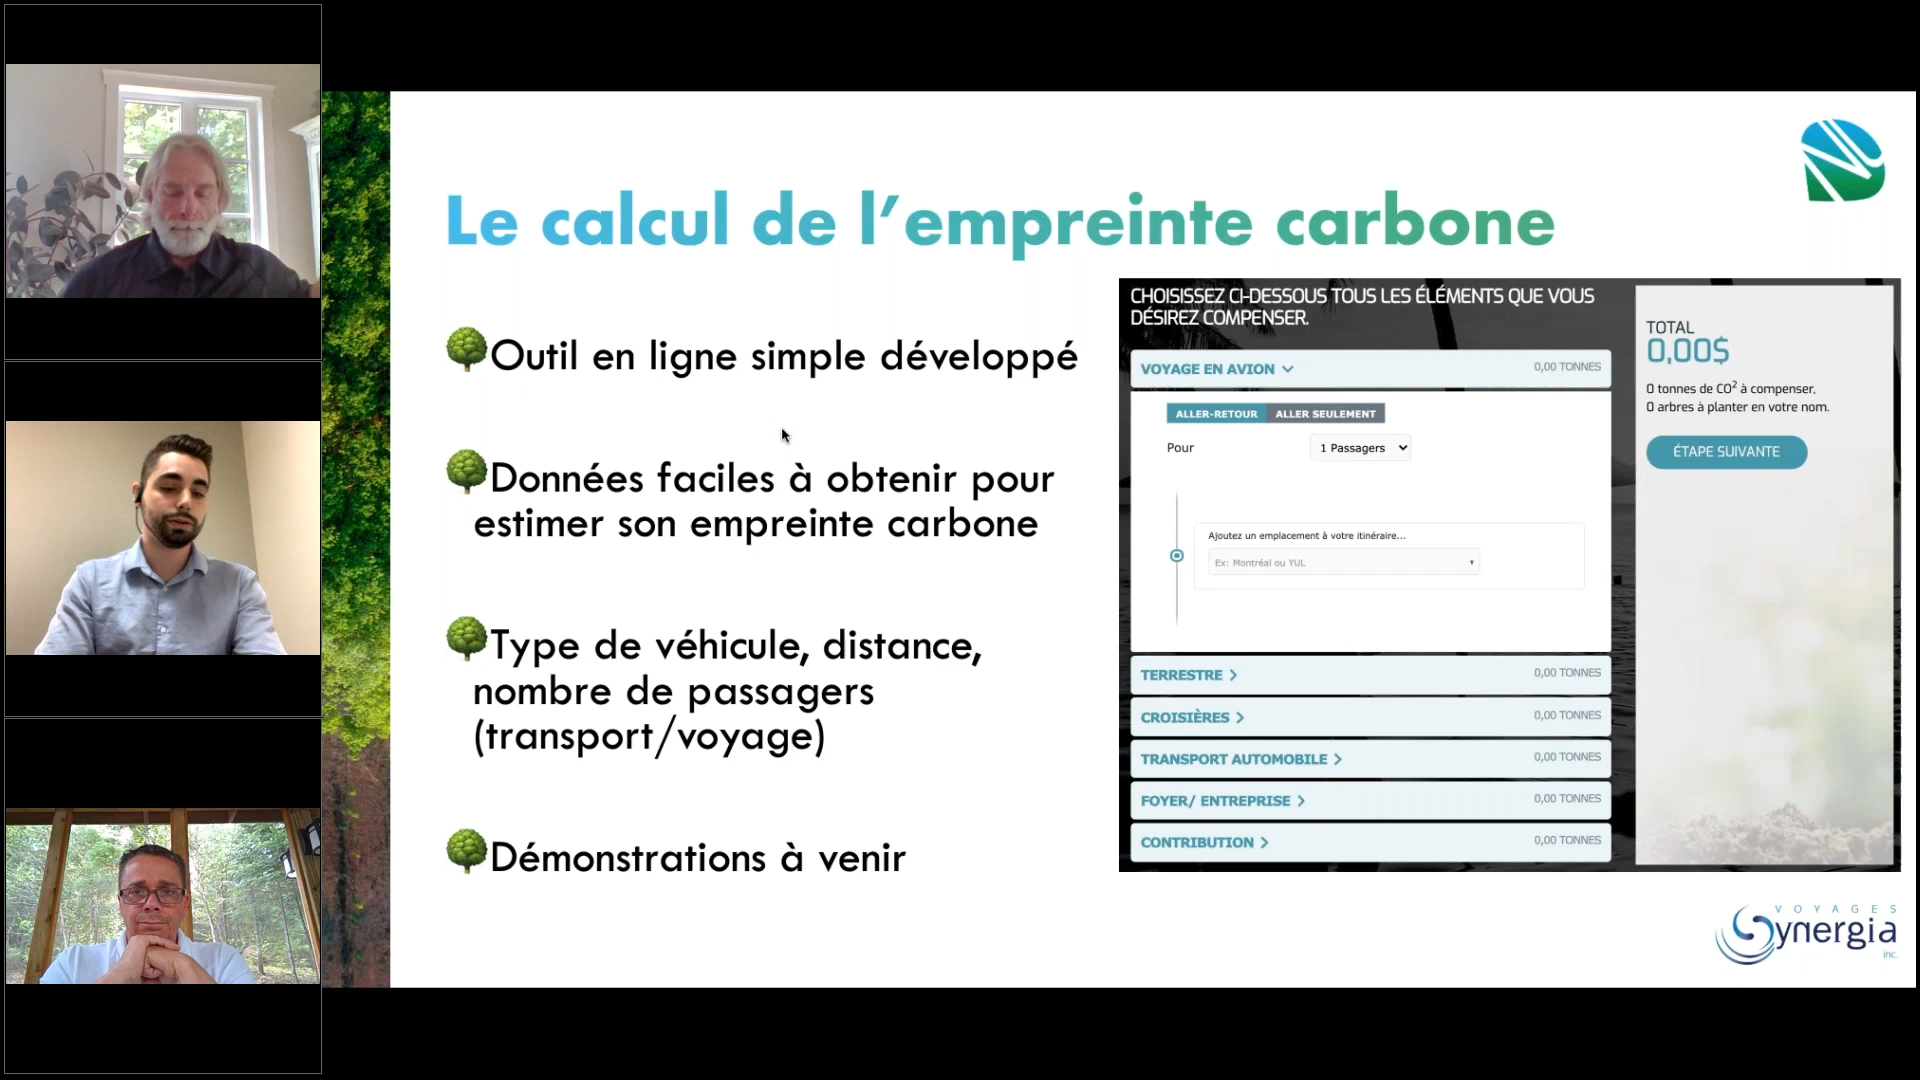 Le calcul de l’empreinte carbone
Outil en ligne simple développé
Données faciles à obtenir pour
estimer son empreinte carbone
Type de véhicule, distance,
nombre de passagers
(transport/voyage)
Démonstrations à venir
CHOISISSEZ CI-DESSOUS TOUS LES ÉLÉMENTS QUE VOUS
DÉSIREZ COMPENSER.
VOYAGE EN AVION 0,00 TONNES
ALLER-RETOUR ALLER SEULEMENT
Pour 1 Passagers
Ajoutez un emplacement à votre itinéraire...
Ex: Montréal ou YUL
TERRESTRE 0,00 TONNES
CROISIÈRES 0,00 TONNES
TRANSPORT AUTOMOBILE 0,00 TONNES
FOYER/ ENTREPRISE 0,00 TONNES
CONTRIBUTION 0,00 TONNES
TOTAL
0,00$
0 tonnes de CO² à compenser,
0 arbres à planter en votre nom.
ÉTAPE SUIVANTE
VOYAGES
Synergia
inc.